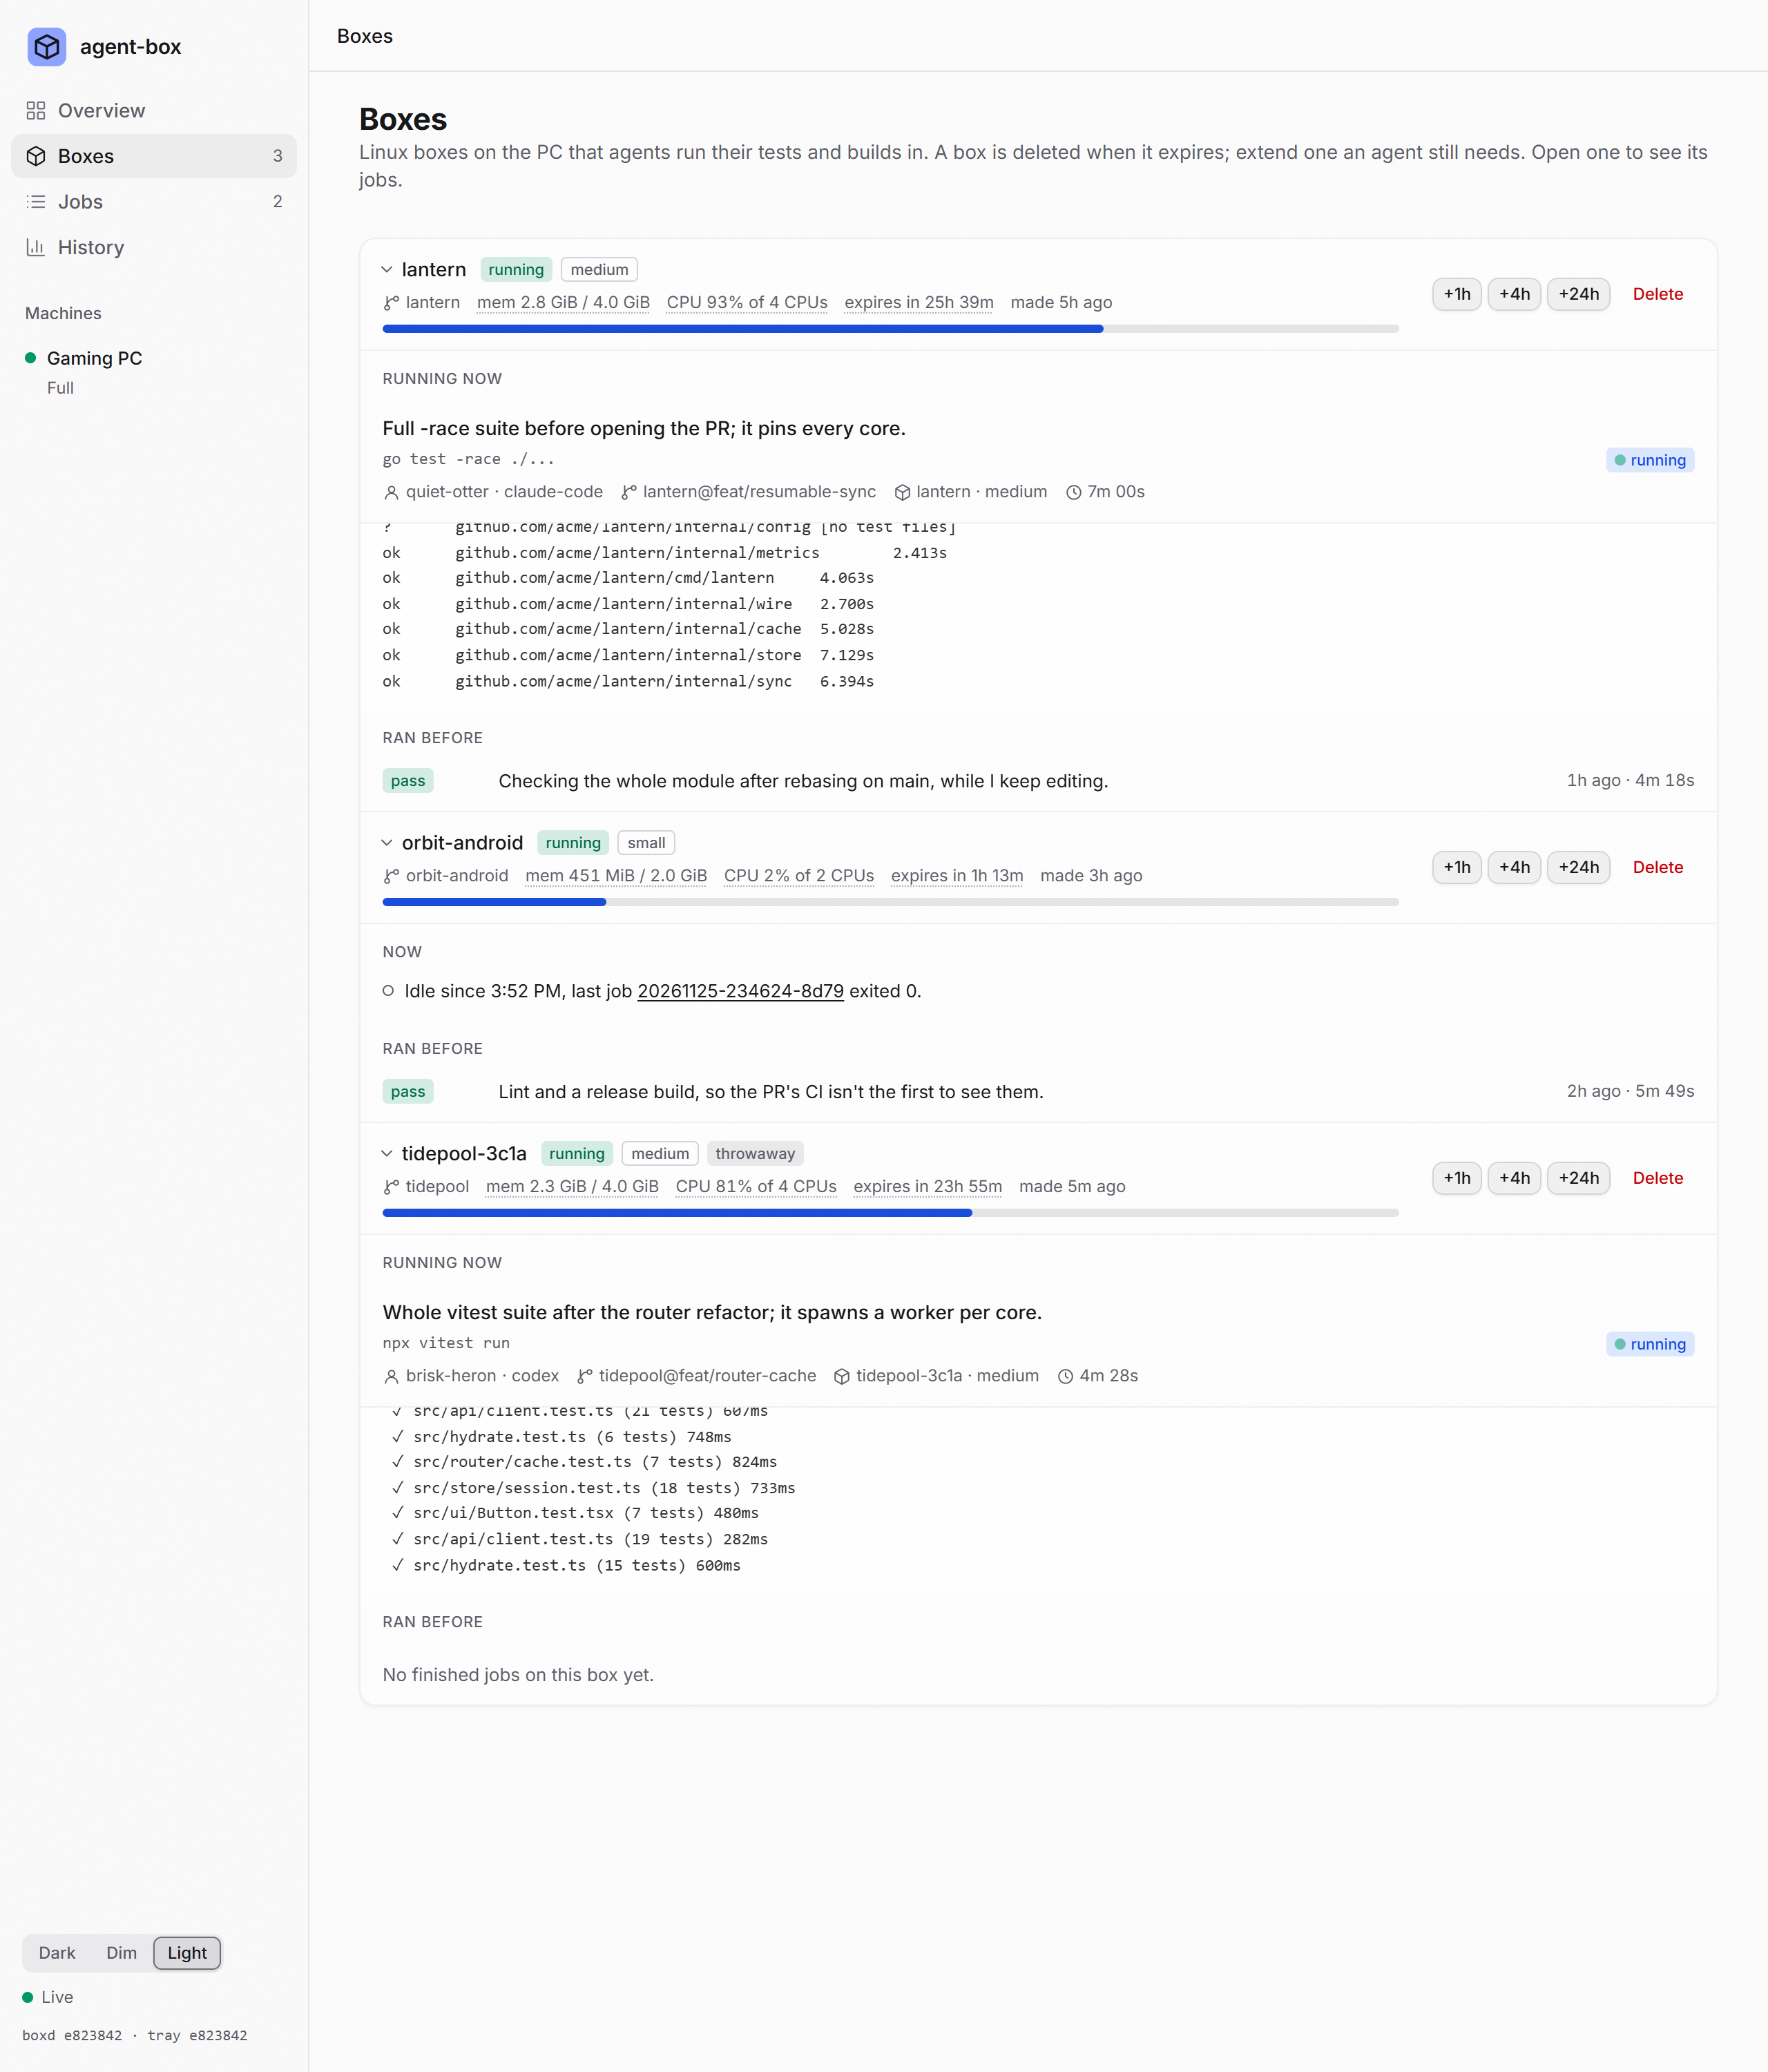 agent-box
Overview
Boxes 3
Jobs 2
History
Machines
Gaming PC
Full
Dark Dim Light
Live
boxd e823842 · tray e823842
Boxes
Boxes
Linux boxes on the PC that agents run their tests and builds in. A box is deleted when it expires; extend one an agent still needs. Open one to see its
jobs.
lantern running medium
lantern mem 2.8 GiB / 4.0 GiB CPU 93% of 4 CPUs expires in 25h 39m made 5h ago
+1h +4h +24h Delete
RUNNING NOW
Full -race suite before opening the PR; it pins every core.
go test -race ./...
running
quiet-otter · claude-code lantern@feat/resumable-sync lantern · medium 7m 00s
? github.com/acme/lantern/internal/config [no test files]
ok github.com/acme/lantern/internal/metrics 2.413s
ok github.com/acme/lantern/cmd/lantern 4.063s
ok github.com/acme/lantern/internal/wire 2.700s
ok github.com/acme/lantern/internal/cache 5.028s
ok github.com/acme/lantern/internal/store 7.129s
ok github.com/acme/lantern/internal/sync 6.394s
RAN BEFORE
pass Checking the whole module after rebasing on main, while I keep editing. 1h ago · 4m 18s
orbit-android running small
orbit-android mem 451 MiB / 2.0 GiB CPU 2% of 2 CPUs expires in 1h 13m made 3h ago
+1h +4h +24h Delete
NOW
Idle since 3:52 PM, last job 20261125-234624-8d79 exited 0.
RAN BEFORE
pass Lint and a release build, so the PR's CI isn't the first to see them. 2h ago · 5m 49s
tidepool-3c1a running medium throwaway
tidepool mem 2.3 GiB / 4.0 GiB CPU 81% of 4 CPUs expires in 23h 55m made 5m ago
+1h +4h +24h Delete
RUNNING NOW
Whole vitest suite after the router refactor; it spawns a worker per core.
npx vitest run
running
brisk-heron · codex tidepool@feat/router-cache tidepool-3c1a · medium 4m 28s
✓ src/api/client.test.ts (21 tests) 607ms
✓ src/hydrate.test.ts (6 tests) 748ms
✓ src/router/cache.test.ts (7 tests) 824ms
✓ src/store/session.test.ts (18 tests) 733ms
✓ src/ui/Button.test.tsx (7 tests) 480ms
✓ src/api/client.test.ts (19 tests) 282ms
✓ src/hydrate.test.ts (15 tests) 600ms
RAN BEFORE
No finished jobs on this box yet.